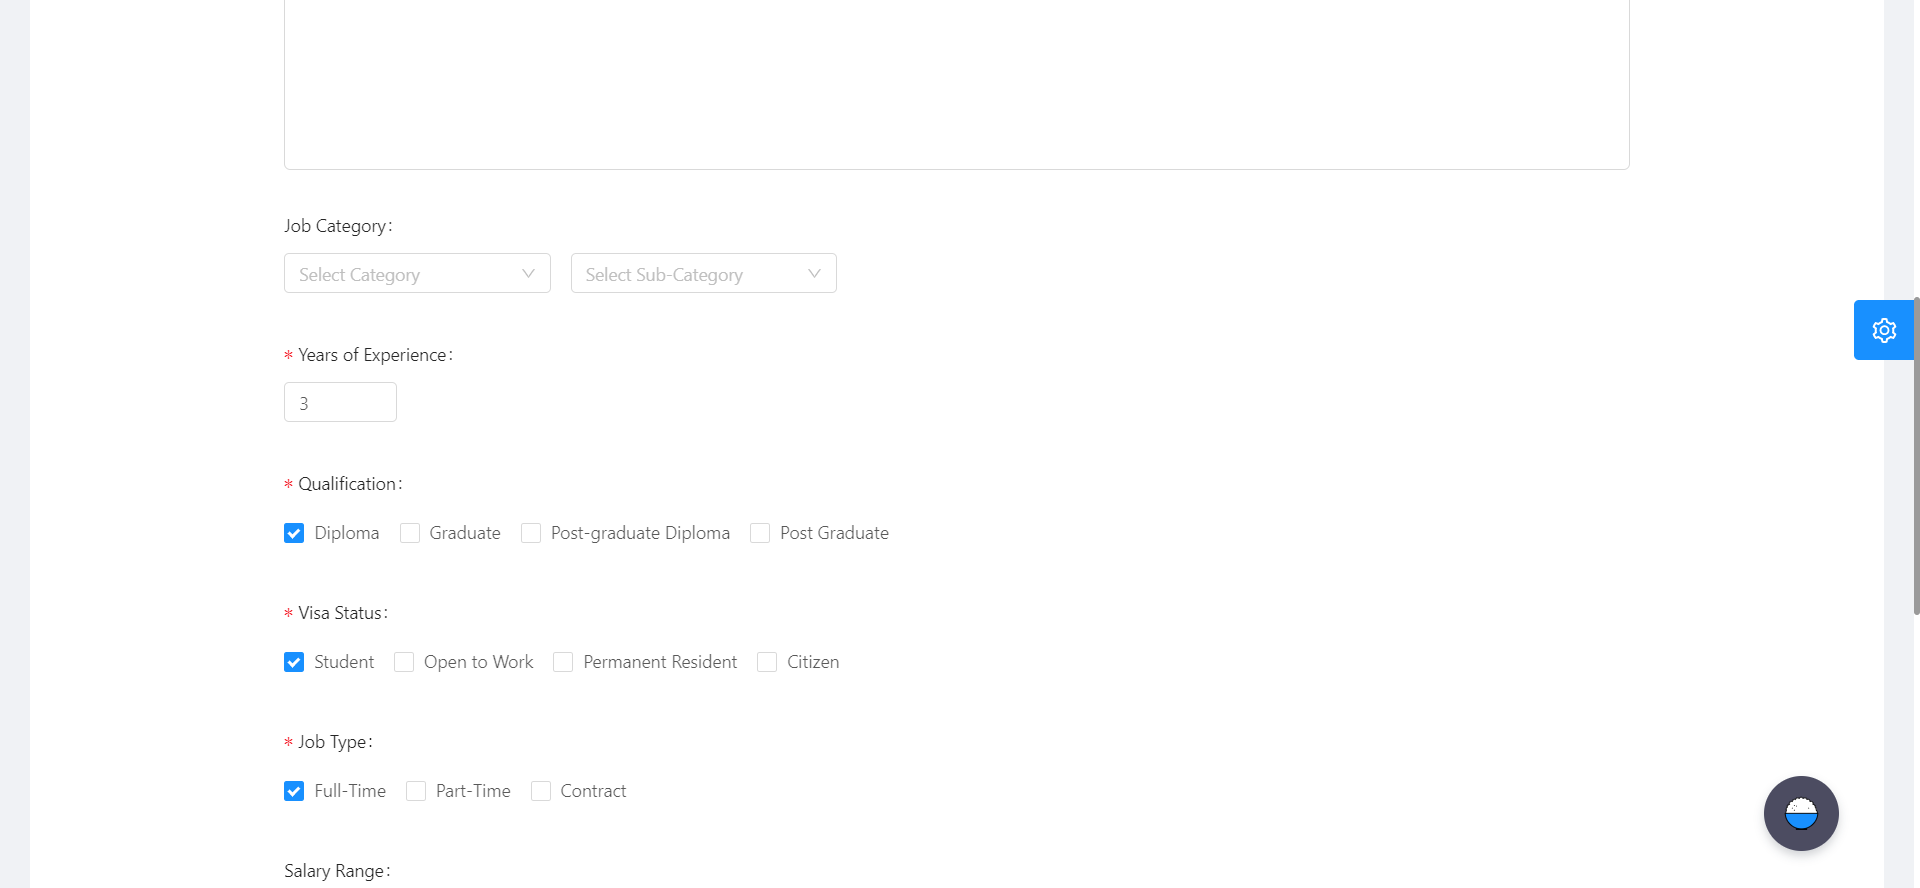 Job Category:
Select Category Select Sub-Category
* Years of Experience:
3
* Qualification:
Diploma Graduate Post-graduate Diploma Post Graduate
* Visa Status:
Student Open to Work Permanent Resident Citizen
* Job Type:
Full-Time Part-Time Contract
Salary Range: